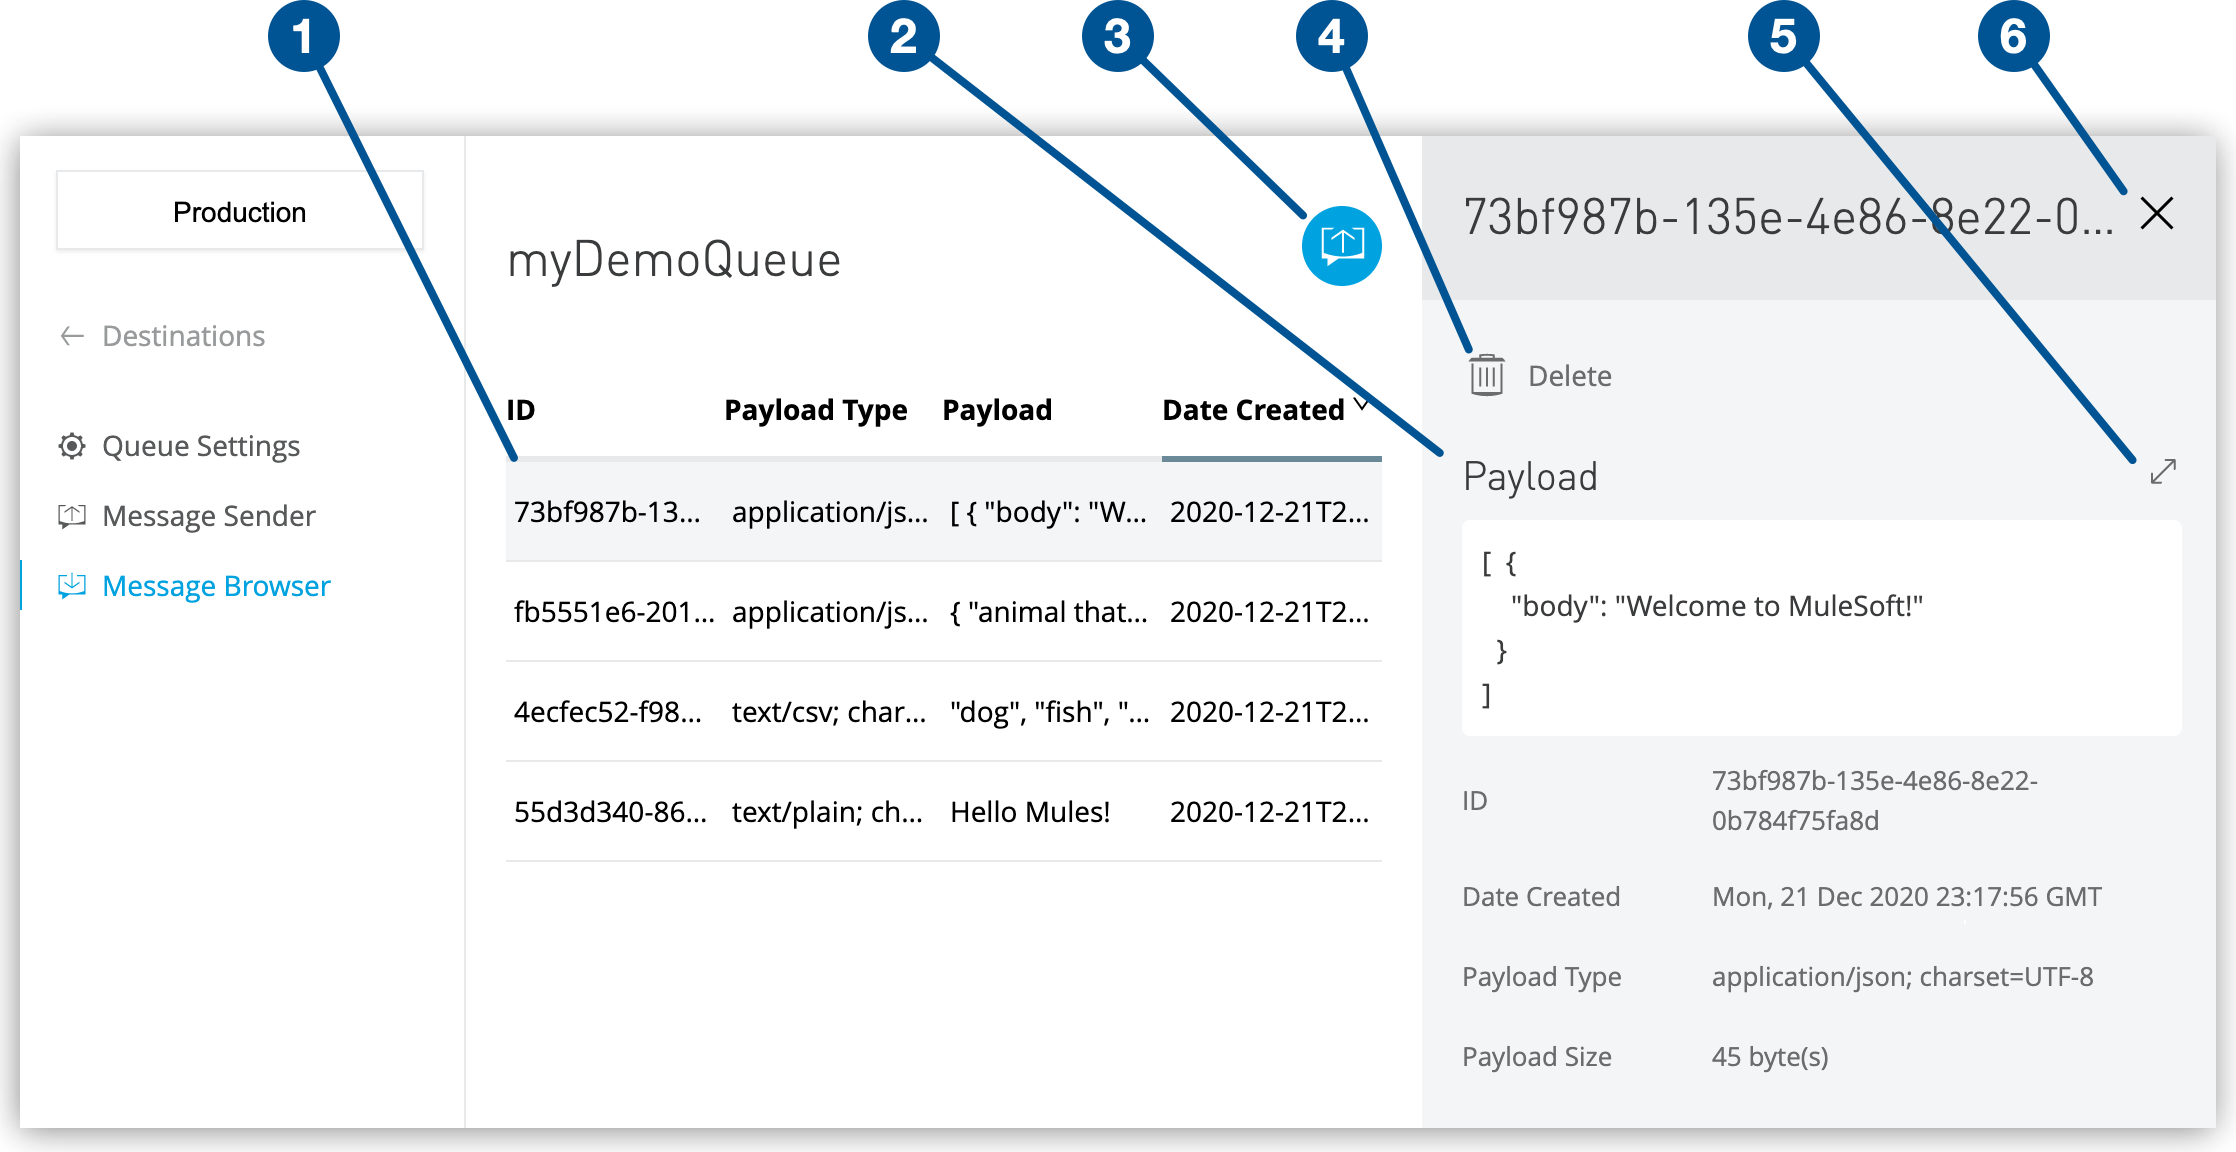 1 2 3 4 5 6
Production
← Destinations
Queue Settings
Message Sender
Message Browser
myDemoQueue
ID Payload Type Payload Date Created
73bf987b-13... application/js... [ { "body": "W... 2020-12-21T2...
fb5551e6-201... application/js... { "animal that... 2020-12-21T2...
4ecfec52-f98... text/csv; char... "dog", "fish", "... 2020-12-21T2...
55d3d340-86... text/plain; ch... Hello Mules! 2020-12-21T2...
73bf987b-135e-4e86-8e22-0...
Delete
Payload
[ {
"body": "Welcome to MuleSoft!"
}
]
ID 73bf987b-135e-4e86-8e22-
0b784f75fa8d
Date Created Mon, 21 Dec 2020 23:17:56 GMT
Payload Type application/json; charset=UTF-8
Payload Size 45 byte(s)